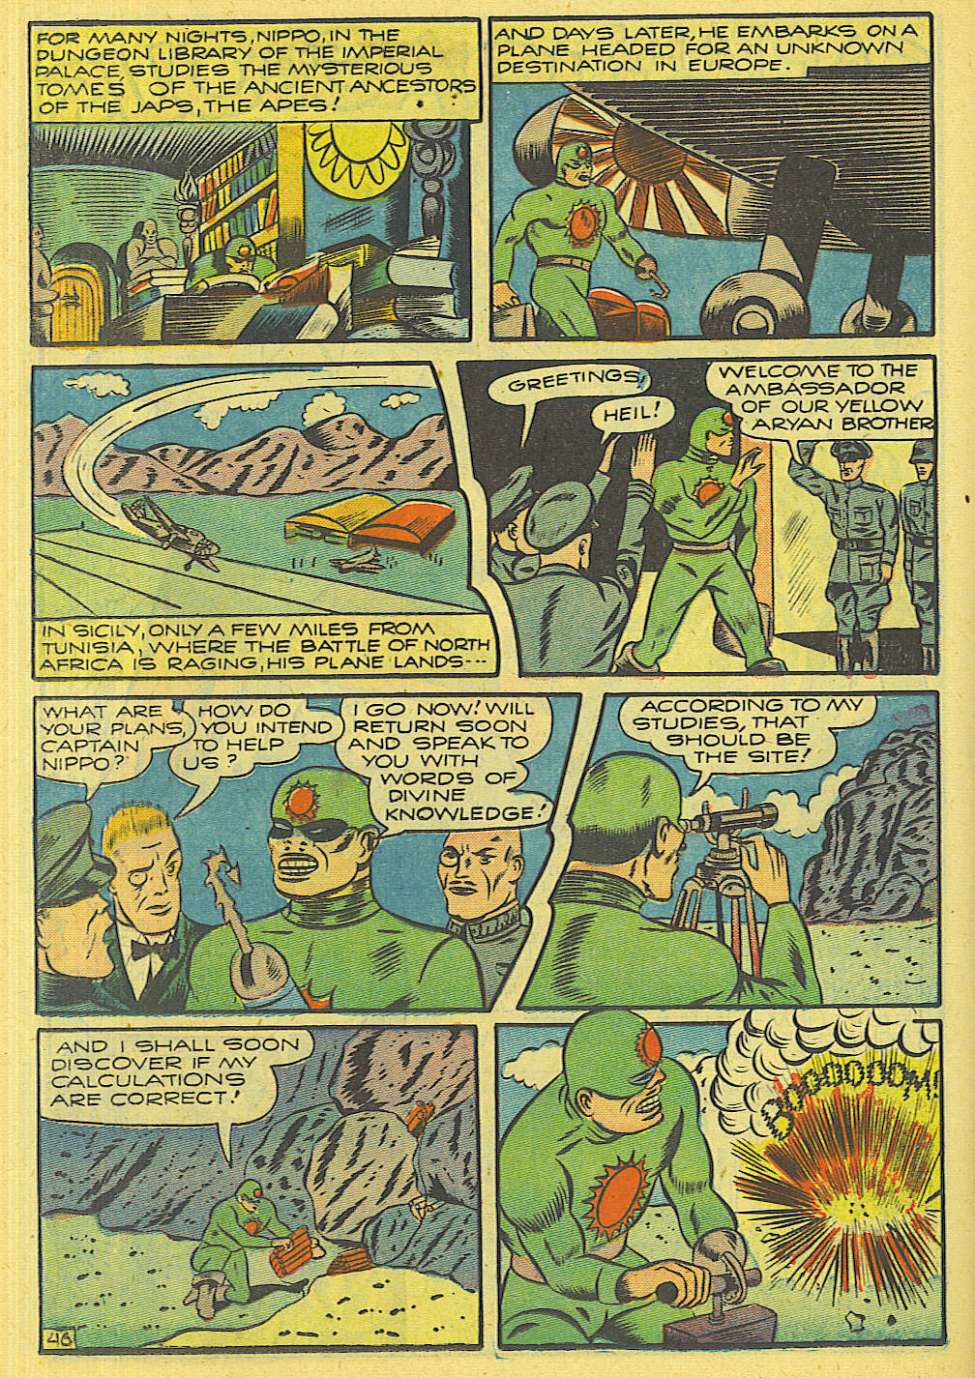 FOR MANY NIGHTS, NIPPO, IN THE
DUNGEON LIBRARY OF THE IMPERIAL
PALACE, STUDIES THE MYSTERIOUS
TOMES OF THE ANCIENT ANCESTORS
OF THE JAPS, THE APES!
AND DAYS LATER, HE EMBARKS ON A
PLANE HEADED FOR AN UNKNOWN
DESTINATION IN EUROPE.
IN SICILY, ONLY A FEW MILES FROM
TUNISIA, WHERE THE BATTLE OF NORTH
AFRICA IS RAGING, HIS PLANE LANDS---
GREETINGS!
HEIL!
WELCOME TO THE
AMBASSADOR
OF OUR YELLOW
ARYAN BROTHER
WHAT ARE
YOUR PLANS,
CAPTAIN
NIPPO?
HOW DO
YOU INTEND
TO HELP
US?
I GO NOW! WILL
RETURN SOON
AND SPEAK TO
YOU WITH
WORDS OF
DIVINE
KNOWLEDGE!
ACCORDING TO MY
STUDIES, THAT
SHOULD BE
THE SITE!
AND I SHALL SOON
DISCOVER IF MY
CALCULATIONS
ARE CORRECT!
46
BOOOOOOOM!